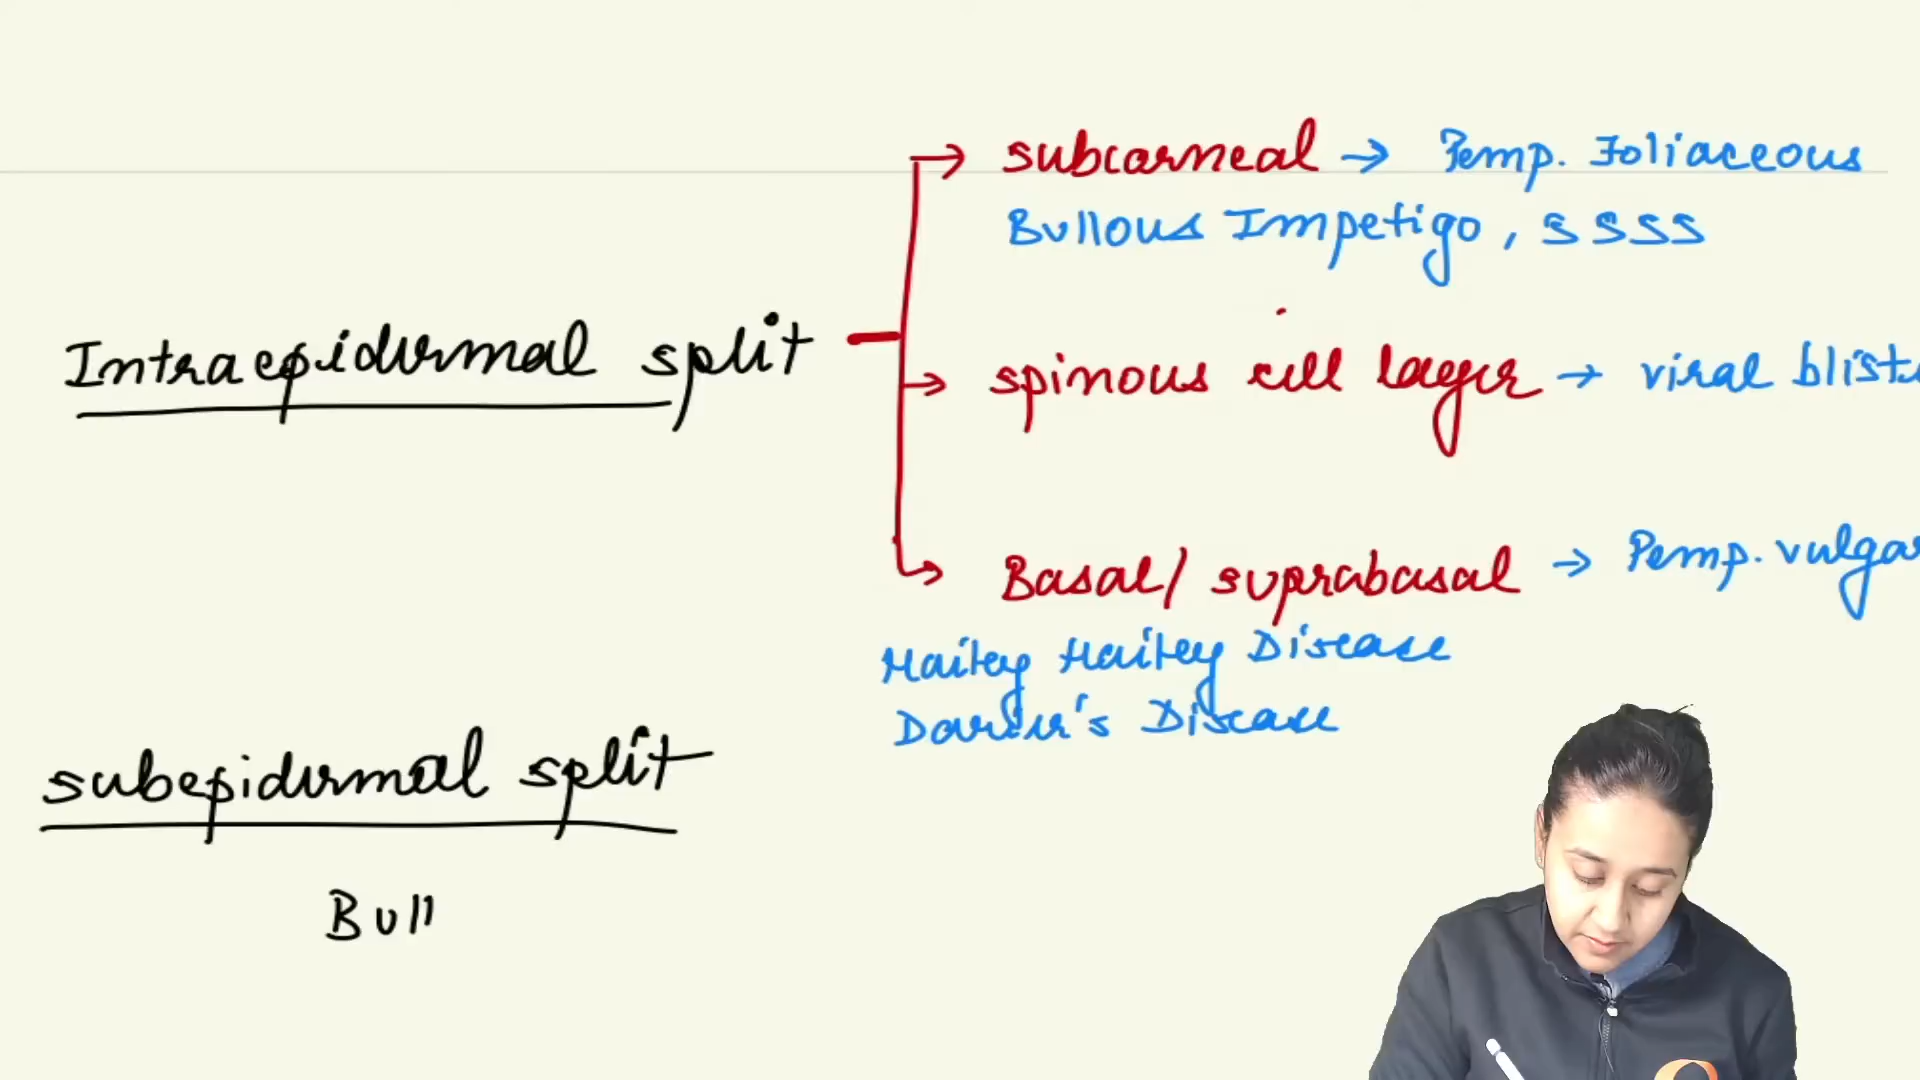 subcorneal → Pemp. Foliaceous
Bullous Impetigo, SSSS
Intraepidermal split
spinous cell layer → viral bliste
Basal/ suprabasal → Pemp. vulgar
Hailey Hailey Disease
Darier's Disease
subepidermal split
Bull